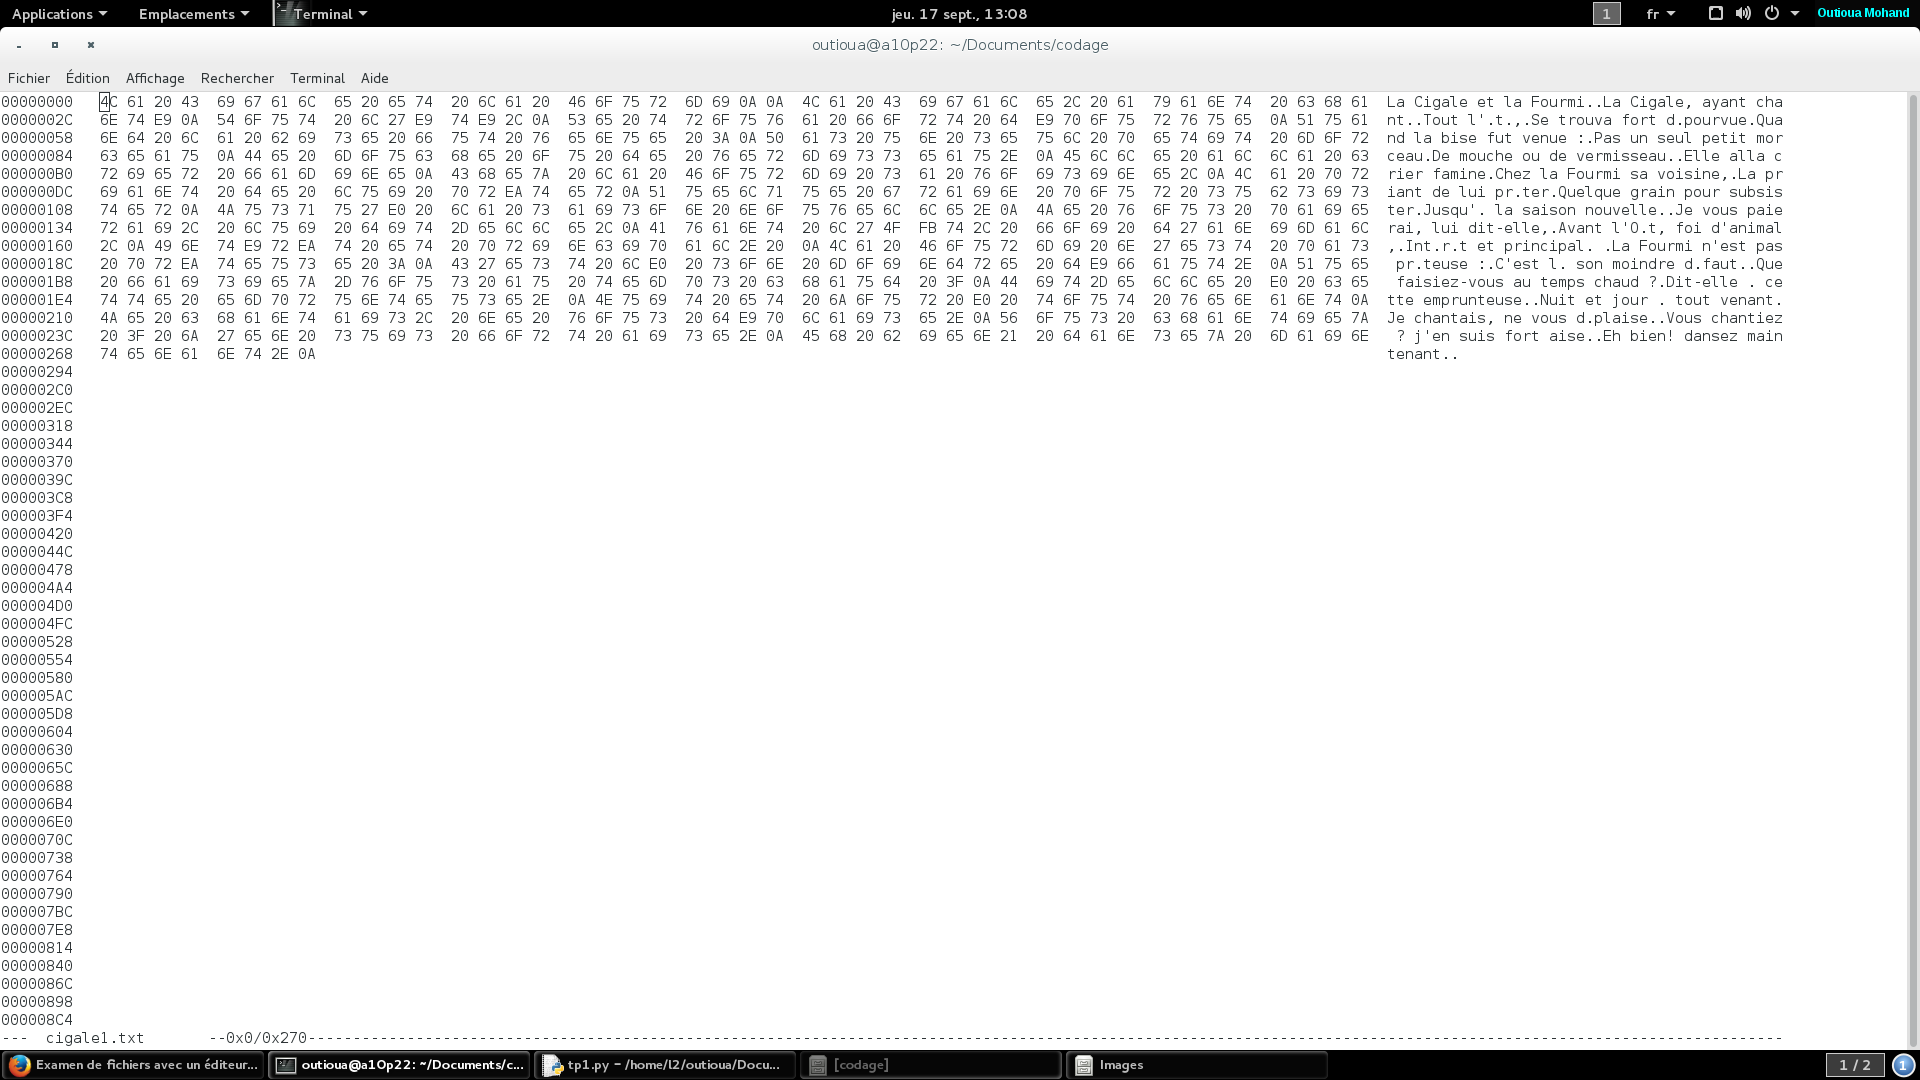 Applications Emplacements Terminal jeu. 17 sept., 13:08 1 fr Outioua Mohand
outioua@a10p22: ~/Documents/codage
Fichier Édition Affichage Rechercher Terminal Aide
00000000 4C 61 20 43 69 67 61 6C 65 20 65 74 20 6C 61 20 46 6F 75 72 6D 69 0A 0A 4C 61 20 43 69 67 61 6C 65 2C 20 61 79 61 6E 74 20 63 68 61 La Cigale et la Fourmi..La Cigale, ayant cha
0000002C 6E 74 E9 0A 54 6F 75 74 20 6C 27 E9 74 E9 2C 0A 53 65 20 74 72 6F 75 76 61 20 66 6F 72 74 20 64 E9 70 6F 75 72 76 75 65 0A 51 75 61 nt..Tout l'.t.,.Se trouva fort d.pourvue.Qua
00000058 6E 64 20 6C 61 20 62 69 73 65 20 66 75 74 20 76 65 6E 75 65 20 3A 0A 50 61 73 20 75 6E 20 73 65 75 6C 20 70 65 74 69 74 20 6D 6F 72 nd la bise fut venue :.Pas un seul petit mor
00000084 63 65 61 75 0A 44 65 20 6D 6F 75 63 68 65 20 6F 75 20 64 65 20 76 65 72 6D 69 73 73 65 61 75 2E 0A 45 6C 6C 65 20 61 6C 6C 61 20 63 ceau.De mouche ou de vermisseau..Elle alla c
000000B0 72 69 65 72 20 66 61 6D 69 6E 65 0A 43 68 65 7A 20 6C 61 20 46 6F 75 72 6D 69 20 73 61 20 76 6F 69 73 69 6E 65 2C 0A 4C 61 20 70 72 rier famine.Chez la Fourmi sa voisine,.La pr
000000DC 69 61 6E 74 20 64 65 20 6C 75 69 20 70 72 EA 74 65 72 0A 51 75 65 6C 71 75 65 20 67 72 61 69 6E 20 70 6F 75 72 20 73 75 62 73 69 73 iant de lui pr.ter.Quelque grain pour subsis
00000108 74 65 72 0A 4A 75 73 71 75 27 E0 20 6C 61 20 73 61 69 73 6F 6E 20 6E 6F 75 76 65 6C 6C 65 2E 0A 4A 65 20 76 6F 75 73 20 70 61 69 65 ter.Jusqu'. la saison nouvelle..Je vous paie
00000134 72 61 69 2C 20 6C 75 69 20 64 69 74 2D 65 6C 6C 65 2C 0A 41 76 61 6E 74 20 6C 27 4F FB 74 2C 20 66 6F 69 20 64 27 61 6E 69 6D 61 6C rai, lui dit-elle,.Avant l'O.t, foi d'animal
00000160 2C 0A 49 6E 74 E9 72 EA 74 20 65 74 20 70 72 69 6E 63 69 70 61 6C 2E 20 0A 4C 61 20 46 6F 75 72 6D 69 20 6E 27 65 73 74 20 70 61 73 ,.Int.r.t et principal. .La Fourmi n'est pas
0000018C 20 70 72 EA 74 65 75 73 65 20 3A 0A 43 27 65 73 74 20 6C E0 20 73 6F 6E 20 6D 6F 69 6E 64 72 65 20 64 E9 66 61 75 74 2E 0A 51 75 65 pr.teuse :.C'est l. son moindre d.faut..Que
000001B8 20 66 61 69 73 69 65 7A 2D 76 6F 75 73 20 61 75 20 74 65 6D 70 73 20 63 68 61 75 64 20 3F 0A 44 69 74 2D 65 6C 6C 65 20 E0 20 63 65 faisiez-vous au temps chaud ?.Dit-elle . ce
000001E4 74 74 65 20 65 6D 70 72 75 6E 74 65 75 73 65 2E 0A 4E 75 69 74 20 65 74 20 6A 6F 75 72 20 E0 20 74 6F 75 74 20 76 65 6E 61 6E 74 0A tte emprunteuse..Nuit et jour . tout venant.
00000210 4A 65 20 63 68 61 6E 74 61 69 73 2C 20 6E 65 20 76 6F 75 73 20 64 E9 70 6C 61 69 73 65 2E 0A 56 6F 75 73 20 63 68 61 6E 74 69 65 7A Je chantais, ne vous d.plaise..Vous chantiez
0000023C 20 3F 20 6A 27 65 6E 20 73 75 69 73 20 66 6F 72 74 20 61 69 73 65 2E 0A 45 68 20 62 69 65 6E 21 20 64 61 6E 73 65 7A 20 6D 61 69 6E ? j'en suis fort aise..Eh bien! dansez main
00000268 74 65 6E 61 6E 74 2E 0A tenant..
00000294
000002C0
000002EC
00000318
00000344
00000370
0000039C
000003C8
000003F4
00000420
0000044C
00000478
000004A4
000004D0
000004FC
00000528
00000554
00000580
000005AC
000005D8
00000604
00000630
0000065C
00000688
000006B4
000006E0
0000070C
00000738
00000764
00000790
000007BC
000007E8
00000814
00000840
0000086C
00000898
000008C4
--- cigale1.txt --0x0/0x270-----------------------------------------------------------------
Examen de fichiers avec un éditeur... outioua@a10p22: ~/Documents/c... tp1.py – /home/l2/outioua/Docu... [codage] Images 1 / 2 1